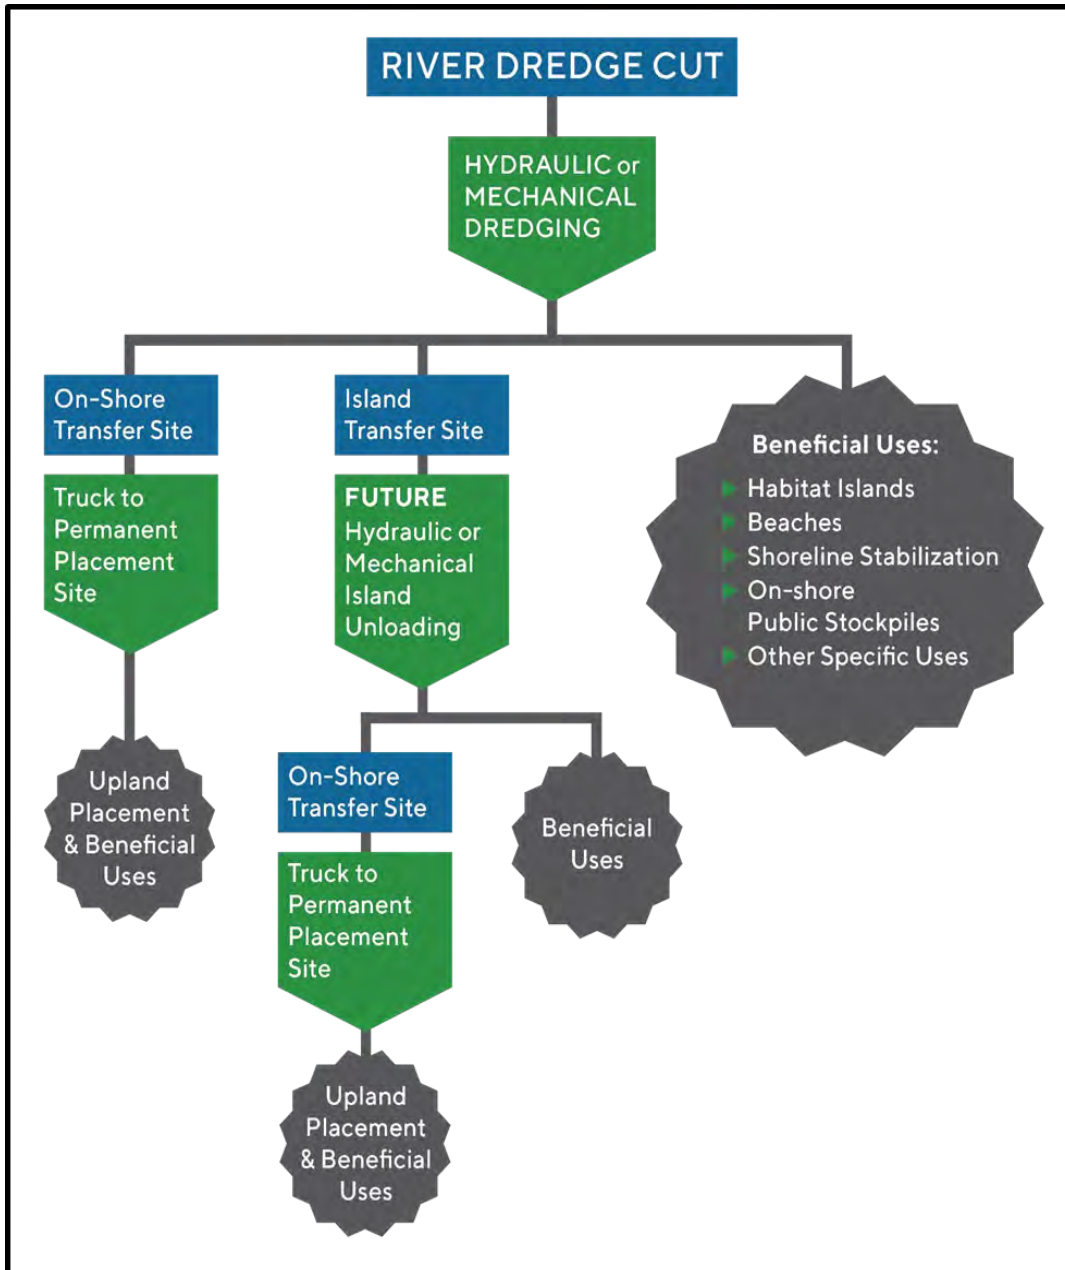 RIVER DREDGE CUT
HYDRAULIC or
MECHANICAL
DREDGING
On-Shore
Transfer Site
Truck to
Permanent
Placement
Site
Upland
Placement
& Beneficial
Uses
Island
Transfer Site
FUTURE
Hydraulic or
Mechanical
Island
Unloading
On-Shore
Transfer Site
Truck to
Permanent
Placement
Site
Upland
Placement
& Beneficial
Uses
Beneficial
Uses
Beneficial Uses:
Habitat Islands
Beaches
Shoreline Stabilization
On-shore
Public Stockpiles
Other Specific Uses